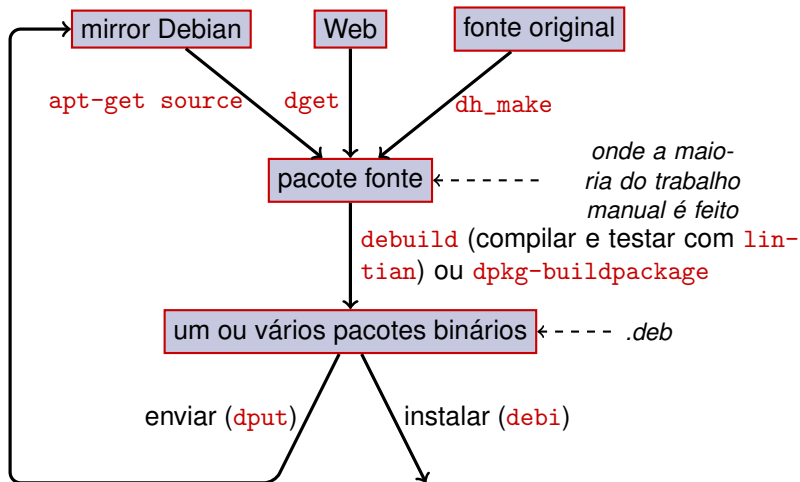 mirror Debian
Web
fonte original
apt-get source
dget
dh_make
onde a maio-
ria do trabalho
manual é feito
pacote fonte
debuild (compilar e testar com lin-
tian) ou dpkg-buildpackage
um ou vários pacotes binários
.deb
enviar (dput)
instalar (debi)